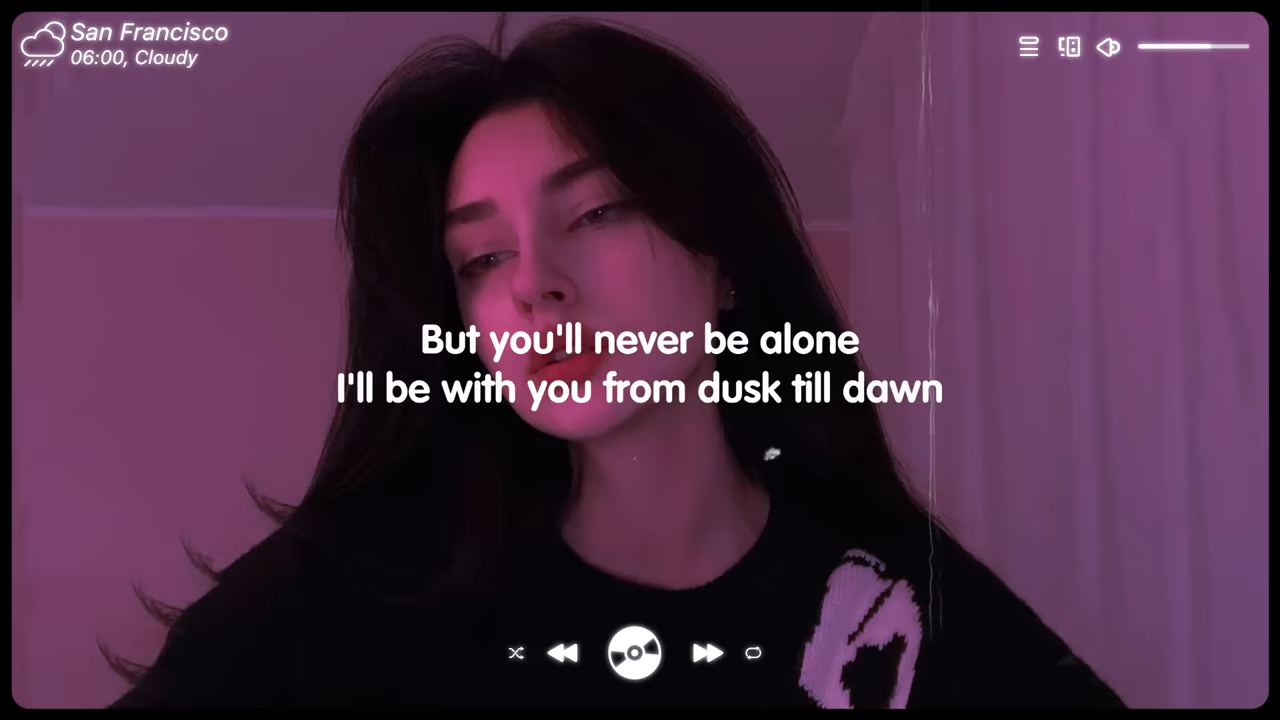 San Francisco
06:00, Cloudy
But you'll never be alone
I'll be with you from dusk till dawn